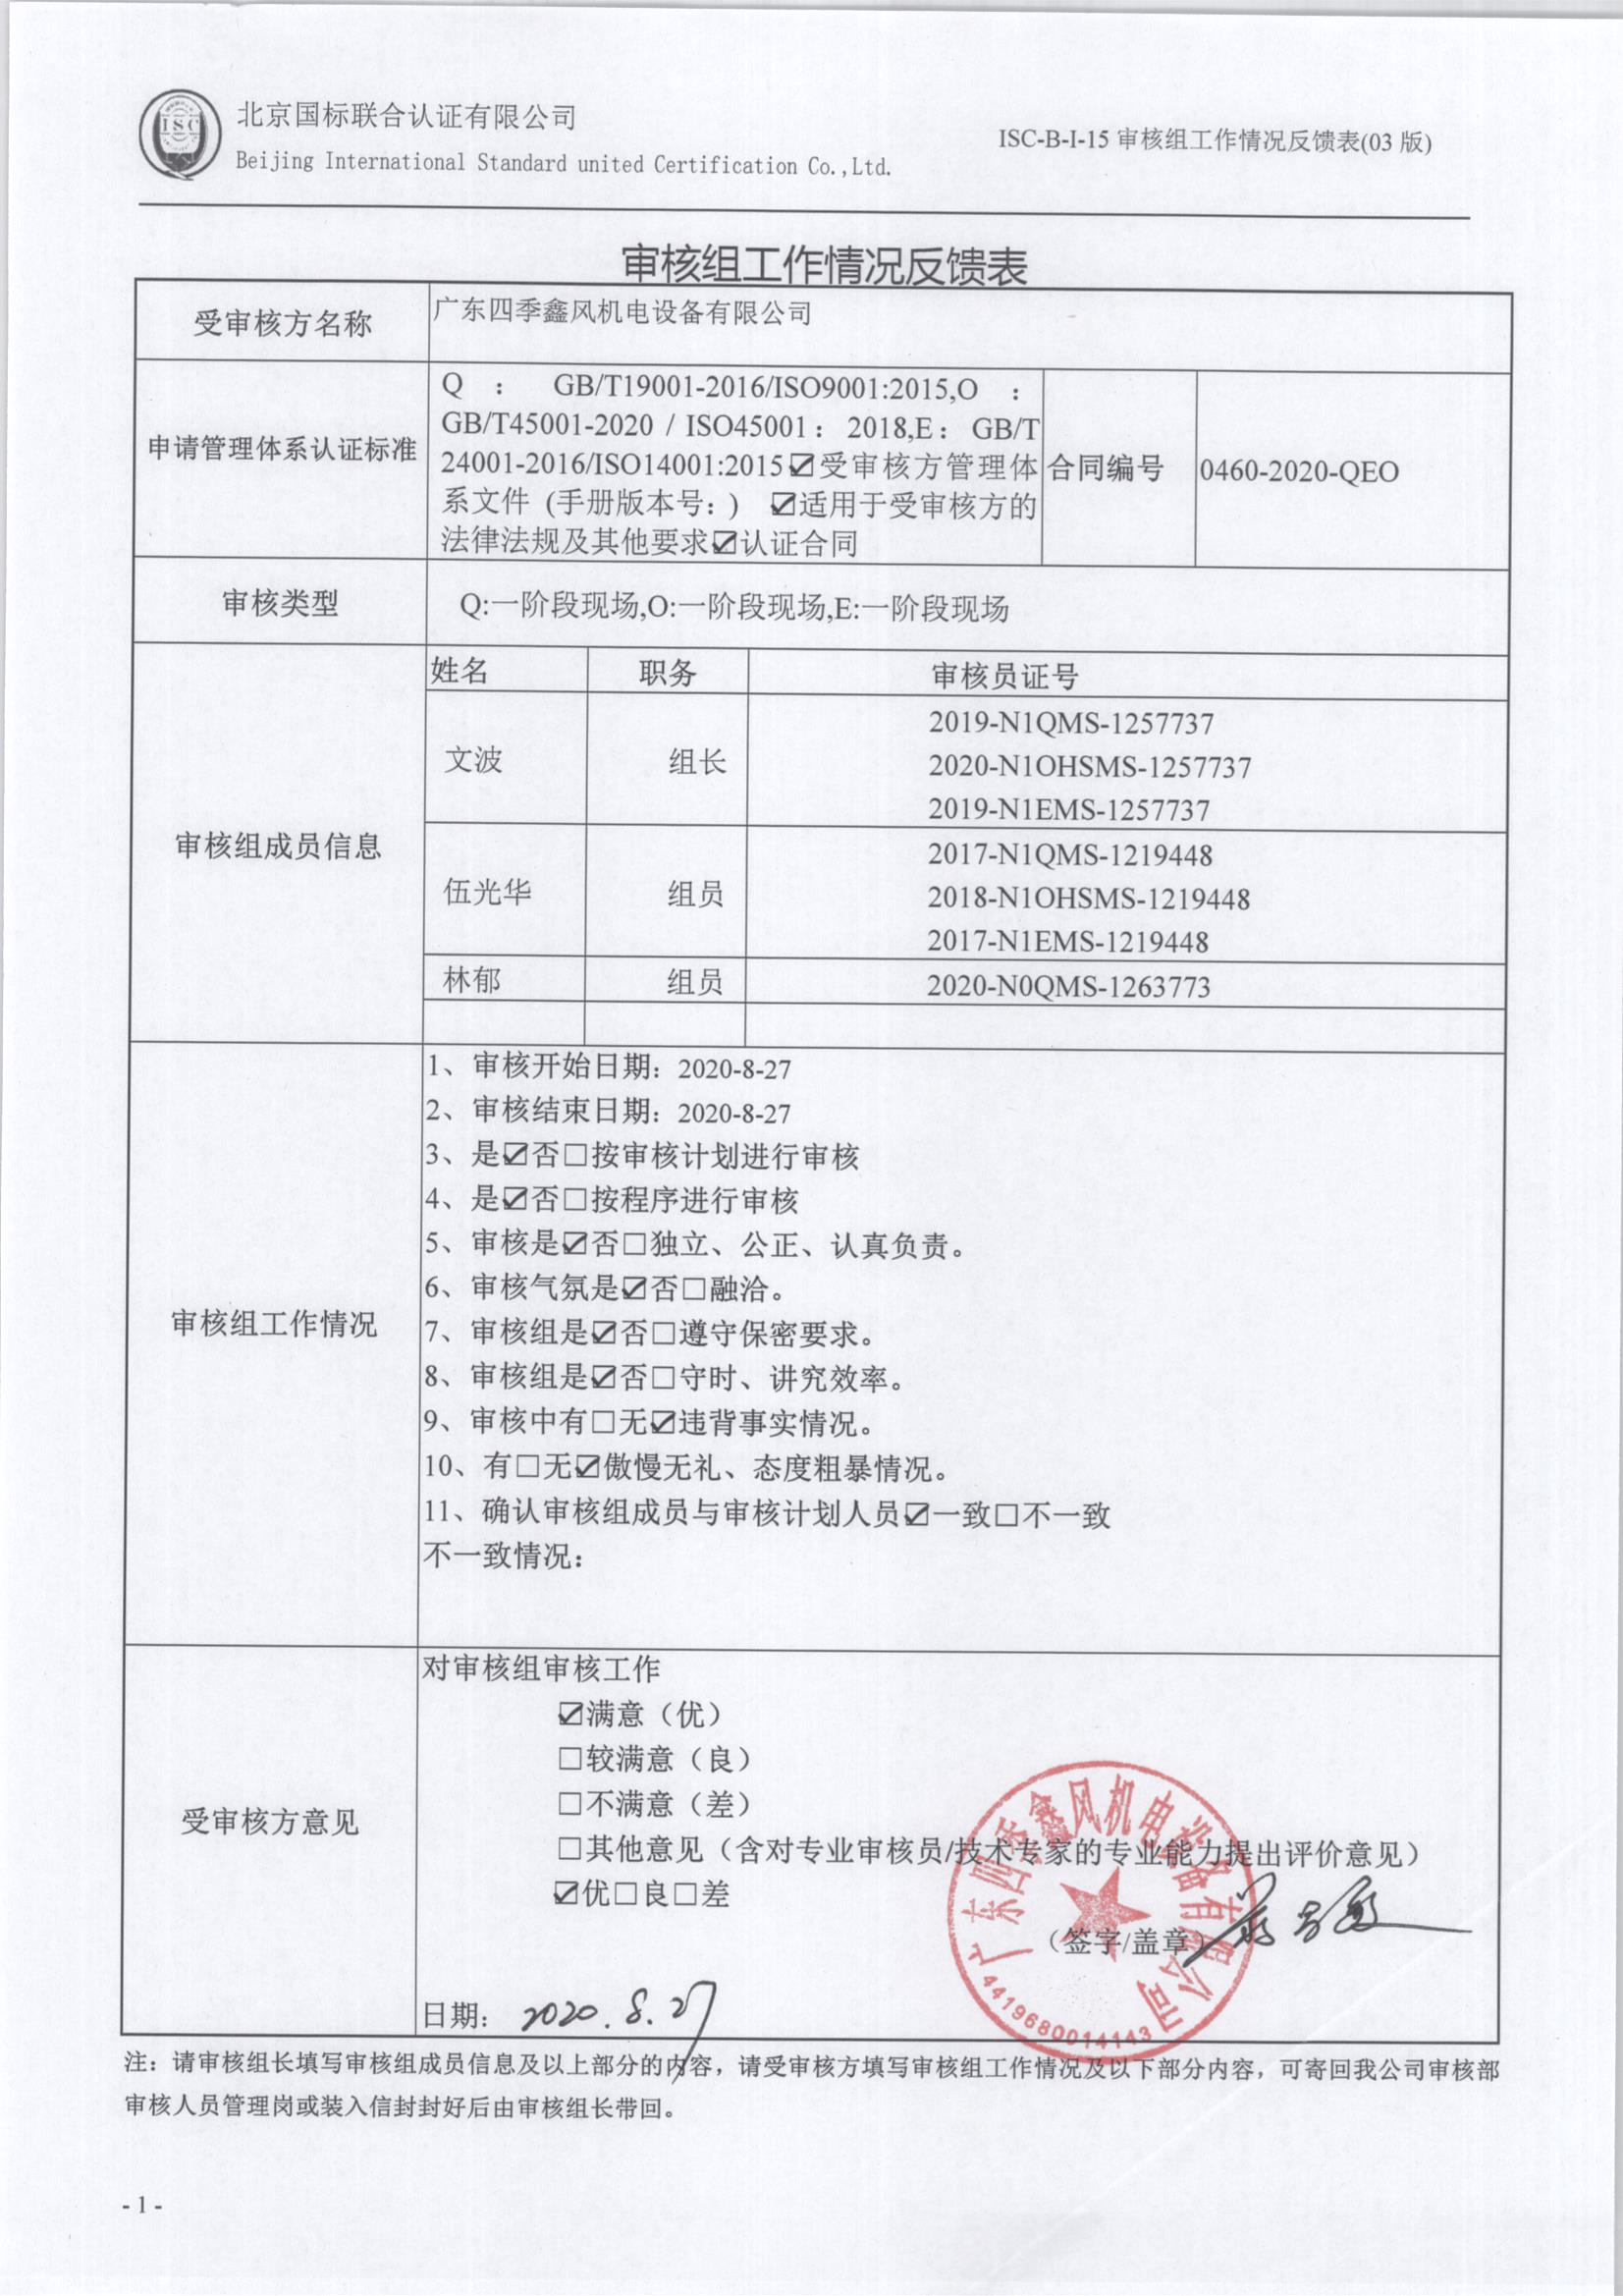 ISC
北京国标联合认证有限公司
Beijing International Standard united Certification Co.,Ltd.
ISC-B-I-15 审核组工作情况反馈表(03 版)
审核组工作情况反馈表
受审核方名称
广东四季鑫风机电设备有限公司
申请管理体系认证标准
Q : GB/T19001-2016/ISO9001:2015,O :
GB/T45001-2020 / ISO45001: 2018,E: GB/T
24001-2016/ISO14001:2015☑受审核方管理体
系文件 (手册版本号: ) ☑适用于受审核方的
法律法规及其他要求☑认证合同
合同编号
0460-2020-QEO
审核类型
Q:一阶段现场,O:一阶段现场,E:一阶段现场
审核组成员信息
姓名 职务 审核员证号
文波 组长
2019-N1QMS-1257737
2020-N1OHSMS-1257737
2019-N1EMS-1257737
伍光华 组员
2017-N1QMS-1219448
2018-N1OHSMS-1219448
2017-N1EMS-1219448
林郁 组员 2020-N0QMS-1263773
审核组工作情况
1、审核开始日期: 2020-8-27
2、审核结束日期: 2020-8-27
3、是☑否□按审核计划进行审核
4、是☑否□按程序进行审核
5、审核是☑否□独立、公正、认真负责。
6、审核气氛是☑否□融洽。
7、审核组是☑否□遵守保密要求。
8、审核组是☑否□守时、讲究效率。
9、审核中有□无☑违背事实情况。
10、有□无☑傲慢无礼、态度粗暴情况。
11、确认审核组成员与审核计划人员☑一致□不一致
不一致情况:
受审核方意见
对审核组审核工作
☑满意（优）
□较满意（良）
□不满意（差）
□其他意见（含对专业审核员/技术专家的专业能力提出评价意见）
☑优□良□差
（签字/盖章）
广东四季鑫风机电设备有限公司
4419680014143
日期: 2020.8.27
注: 请审核组长填写审核组成员信息及以上部分的内容，请受审核方填写审核组工作情况及以下部分内容，可寄回我公司审核部
审核人员管理岗或装入信封封好后由审核组长带回。
- 1 -